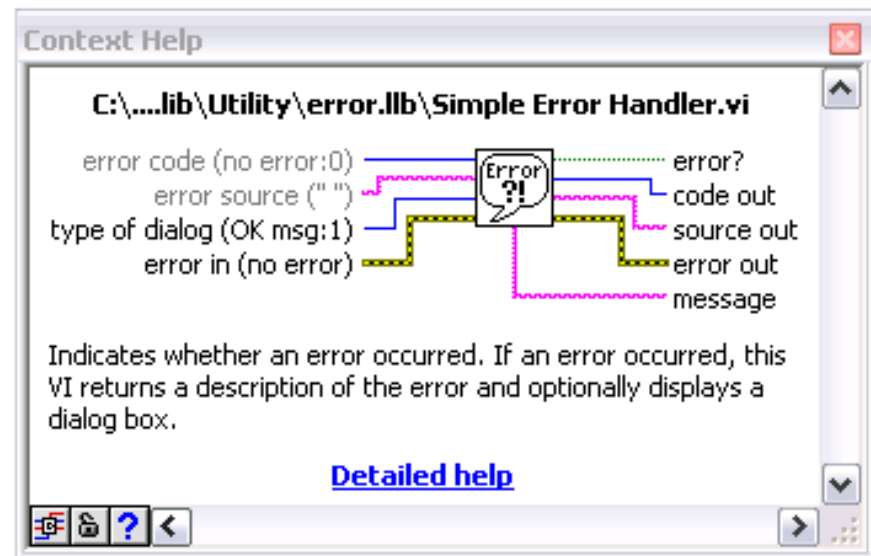 Context Help
C:\....lib\Utility\error.llb\Simple Error Handler.vi
error code (no error:0)
error source (" ")
type of dialog (OK msg:1)
error in (no error)
Error
?!
error?
code out
source out
error out
message
Indicates whether an error occurred. If an error occurred, this
VI returns a description of the error and optionally displays a
dialog box.
Detailed help
?